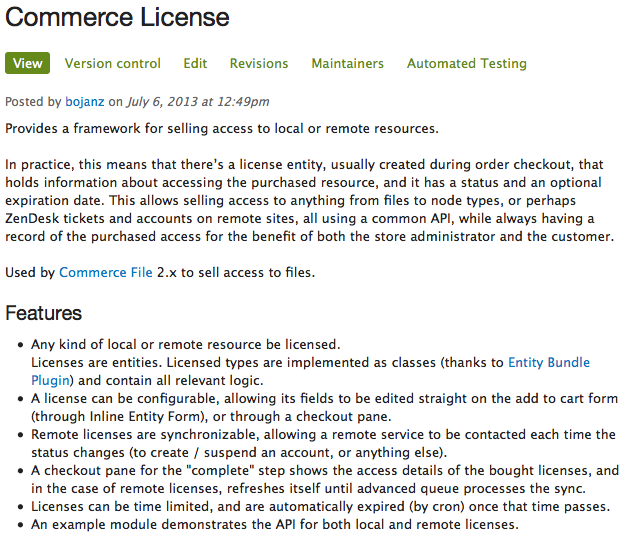 Commerce License
View Version control Edit Revisions Maintainers Automated Testing
Posted by bojanz on July 6, 2013 at 12:49pm
Provides a framework for selling access to local or remote resources.
In practice, this means that there's a license entity, usually created during order checkout, that
holds information about accessing the purchased resource, and it has a status and an optional
expiration date. This allows selling access to anything from files to node types, or perhaps
ZenDesk tickets and accounts on remote sites, all using a common API, while always having a
record of the purchased access for the benefit of both the store administrator and the customer.
Used by Commerce File 2.x to sell access to files.
Features
• Any kind of local or remote resource be licensed.
Licenses are entities. Licensed types are implemented as classes (thanks to Entity Bundle
Plugin) and contain all relevant logic.
• A license can be configurable, allowing its fields to be edited straight on the add to cart form
(through Inline Entity Form), or through a checkout pane.
• Remote licenses are synchronizable, allowing a remote service to be contacted each time the
status changes (to create / suspend an account, or anything else).
• A checkout pane for the "complete" step shows the access details of the bought licenses, and
in the case of remote licenses, refreshes itself until advanced queue processes the sync.
• Licenses can be time limited, and are automatically expired (by cron) once that time passes.
• An example module demonstrates the API for both local and remote licenses.